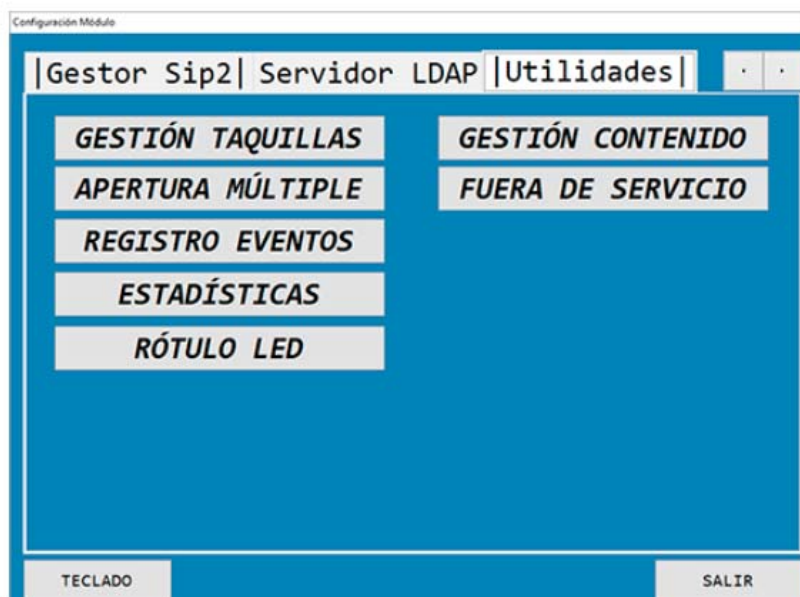 Configuración Módulo
|Gestor Sip2| Servidor LDAP |Utilidades|
GESTIÓN TAQUILLAS
GESTIÓN CONTENIDO
APERTURA MÚLTIPLE
FUERA DE SERVICIO
REGISTRO EVENTOS
ESTADÍSTICAS
RÓTULO LED
TECLADO
SALIR